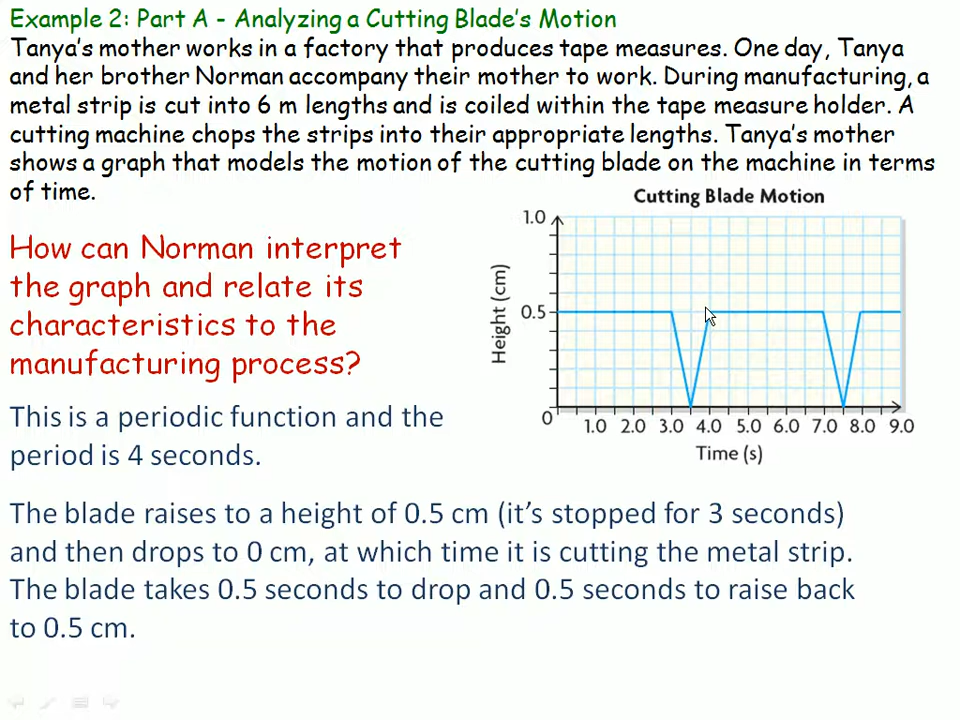 Example 2: Part A - Analyzing a Cutting Blade's Motion
Tanya's mother works in a factory that produces tape measures. One day, Tanya
and her brother Norman accompany their mother to work. During manufacturing, a
metal strip is cut into 6 m lengths and is coiled within the tape measure holder. A
cutting machine chops the strips into their appropriate lengths. Tanya's mother
shows a graph that models the motion of the cutting blade on the machine in terms
of time.
Cutting Blade Motion
1.0
0.5
0
Height (cm)
1.0 2.0 3.0 4.0 5.0 6.0 7.0 8.0 9.0
Time (s)
How can Norman interpret
the graph and relate its
characteristics to the
manufacturing process?
This is a periodic function and the
period is 4 seconds.
The blade raises to a height of 0.5 cm (it's stopped for 3 seconds)
and then drops to 0 cm, at which time it is cutting the metal strip.
The blade takes 0.5 seconds to drop and 0.5 seconds to raise back
to 0.5 cm.